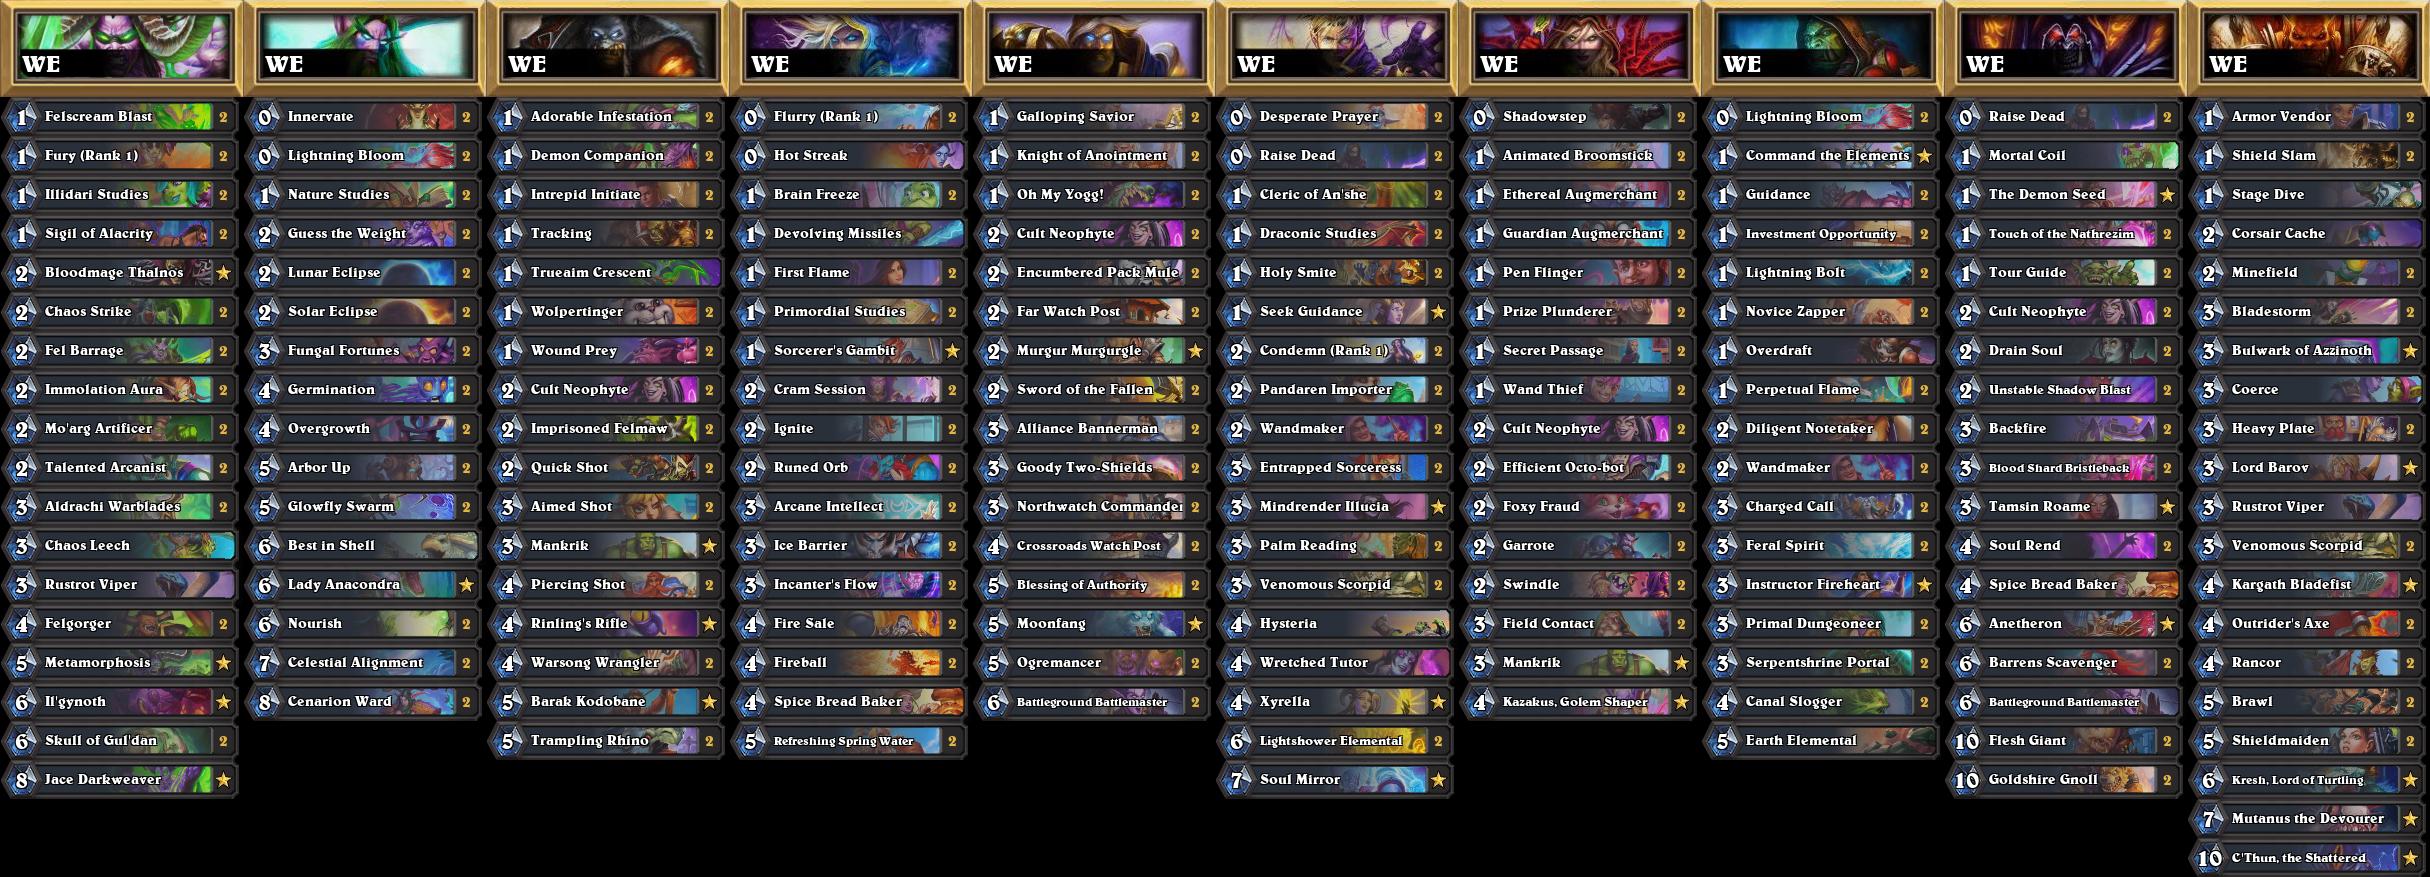 WE
1 Felscream Blast 2
1 Fury (Rank 1) 2
1 Illidari Studies 2
1 Sigil of Alacrity 2
2 Bloodmage Thalnos
2 Chaos Strike 2
2 Fel Barrage 2
2 Immolation Aura 2
2 Mo'arg Artificer 2
2 Talented Arcanist 2
3 Aldrachi Warblades 2
3 Chaos Leech
3 Rustrot Viper
4 Felgorger 2
5 Metamorphosis
6 Il'gynoth
6 Skull of Gul'dan 2
8 Jace Darkweaver
WE
0 Innervate 2
0 Lightning Bloom 2
1 Nature Studies 2
2 Guess the Weight 2
2 Lunar Eclipse 2
2 Solar Eclipse 2
3 Fungal Fortunes 2
4 Germination 2
4 Overgrowth 2
5 Arbor Up 2
5 Glowfly Swarm 2
6 Best in Shell
6 Lady Anacondra
6 Nourish 2
7 Celestial Alignment 2
8 Cenarion Ward 2
WE
1 Adorable Infestation 2
1 Demon Companion 2
1 Intrepid Initiate 2
1 Tracking 2
1 Trueaim Crescent
1 Wolpertinger 2
1 Wound Prey 2
2 Cult Neophyte 2
2 Imprisoned Felmaw 2
2 Quick Shot 2
3 Aimed Shot 2
3 Mankrik
4 Piercing Shot 2
4 Rinling's Rifle
4 Warsong Wrangler 2
5 Barak Kodobane
5 Trampling Rhino 2
WE
0 Flurry (Rank 1) 2
0 Hot Streak
1 Brain Freeze 2
1 Devolving Missiles
1 First Flame 2
1 Primordial Studies 2
1 Sorcerer's Gambit
2 Cram Session 2
2 Ignite 2
2 Runed Orb 2
3 Arcane Intellect 2
3 Ice Barrier 2
3 Incanter's Flow 2
4 Fire Sale 2
4 Fireball 2
4 Spice Bread Baker
5 Refreshing Spring Water 2
WE
1 Galloping Savior 2
1 Knight of Anointment 2
1 Oh My Yogg! 2
2 Cult Neophyte 2
2 Encumbered Pack Mule 2
2 Far Watch Post 2
2 Murgur Murgurgle
2 Sword of the Fallen 2
3 Alliance Bannerman 2
3 Goody Two-Shields 2
3 Northwatch Commander 2
4 Crossroads Watch Post 2
5 Blessing of Authority 2
5 Moonfang
5 Ogremancer 2
6 Battleground Battlemaster 2
WE
0 Desperate Prayer 2
0 Raise Dead 2
1 Cleric of An'she 2
1 Draconic Studies 2
1 Holy Smite 2
1 Seek Guidance
2 Condemn (Rank 1) 2
2 Pandaren Importer 2
2 Wandmaker 2
3 Entrapped Sorceress 2
3 Mindrender Illucia
3 Palm Reading 2
3 Venomous Scorpid 2
4 Hysteria
4 Wretched Tutor
4 Xyrella
6 Lightshower Elemental 2
7 Soul Mirror
WE
0 Shadowstep 2
1 Animated Broomstick 2
1 Ethereal Augmerchant 2
1 Guardian Augmerchant 2
1 Pen Flinger 2
1 Prize Plunderer 2
1 Secret Passage 2
1 Wand Thief 2
2 Cult Neophyte 2
2 Efficient Octo-bot 2
2 Foxy Fraud 2
2 Garrote 2
2 Swindle 2
3 Field Contact 2
3 Mankrik
4 Kazakus, Golem Shaper
WE
0 Lightning Bloom 2
1 Command the Elements
1 Guidance 2
1 Investment Opportunity 2
1 Lightning Bolt 2
1 Novice Zapper 2
1 Overdraft
1 Perpetual Flame 2
2 Diligent Notetaker 2
2 Wandmaker 2
3 Charged Call 2
3 Feral Spirit 2
3 Instructor Fireheart
3 Primal Dungeoneer 2
3 Serpentshrine Portal 2
4 Canal Slogger 2
5 Earth Elemental
WE
0 Raise Dead 2
1 Mortal Coil
1 The Demon Seed
1 Touch of the Nathrezim 2
1 Tour Guide 2
2 Cult Neophyte 2
2 Drain Soul 2
2 Unstable Shadow Blast 2
3 Backfire 2
3 Blood Shard Bristleback 2
3 Tamsin Roame
4 Soul Rend 2
4 Spice Bread Baker
6 Anetheron
6 Barrens Scavenger 2
6 Battleground Battlemaster
10 Flesh Giant 2
10 Goldshire Gnoll 2
WE
1 Armor Vendor 2
1 Shield Slam 2
1 Stage Dive
2 Corsair Cache
2 Minefield 2
3 Bladestorm 2
3 Bulwark of Azzinoth
3 Coerce
3 Heavy Plate 2
3 Lord Barov
3 Rustrot Viper
3 Venomous Scorpid 2
4 Kargath Bladefist
4 Outrider's Axe 2
4 Rancor 2
5 Brawl 2
5 Shieldmaiden 2
6 Kresh, Lord of Turtling
7 Mutanus the Devourer
10 C'Thun, the Shattered